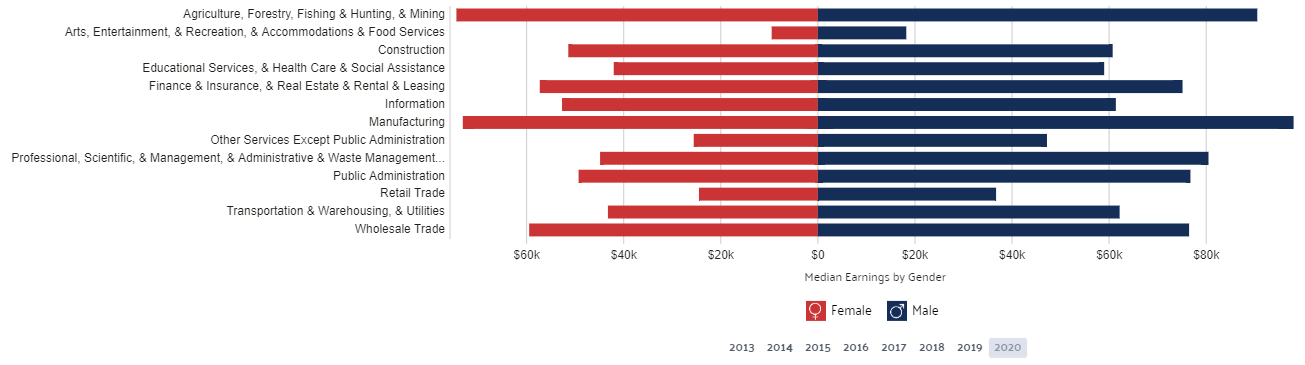 Agriculture, Forestry, Fishing & Hunting, & Mining
Arts, Entertainment, & Recreation, & Accommodations & Food Services
Construction
Educational Services, & Health Care & Social Assistance
Finance & Insurance, & Real Estate & Rental & Leasing
Information
Manufacturing
Other Services Except Public Administration
Professional, Scientific, & Management, & Administrative & Waste Management...
Public Administration
Retail Trade
Transportation & Warehousing, & Utilities
Wholesale Trade
$60k $40k $20k $0 $20k $40k $60k $80k
Median Earnings by Gender
Female Male
2013 2014 2015 2016 2017 2018 2019 2020